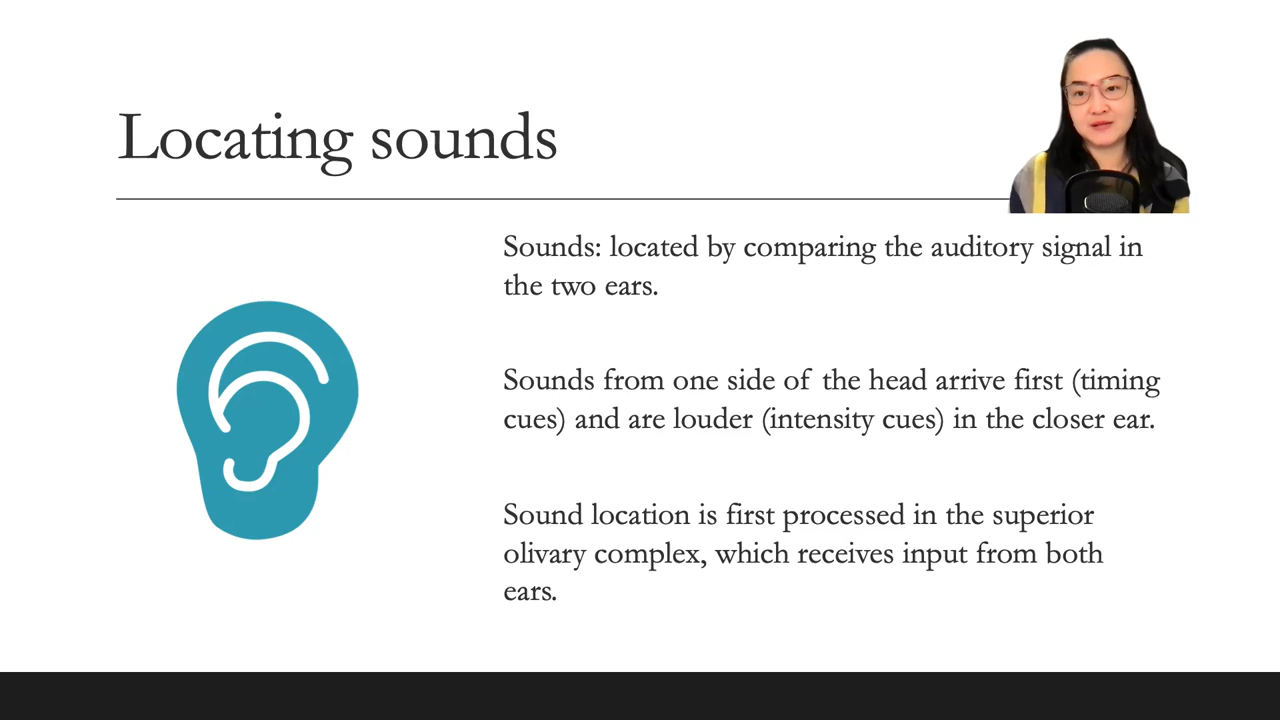 Locating sounds
Sounds: located by comparing the auditory signal in
the two ears.
Sounds from one side of the head arrive first (timing
cues) and are louder (intensity cues) in the closer ear.
Sound location is first processed in the superior
olivary complex, which receives input from both
ears.